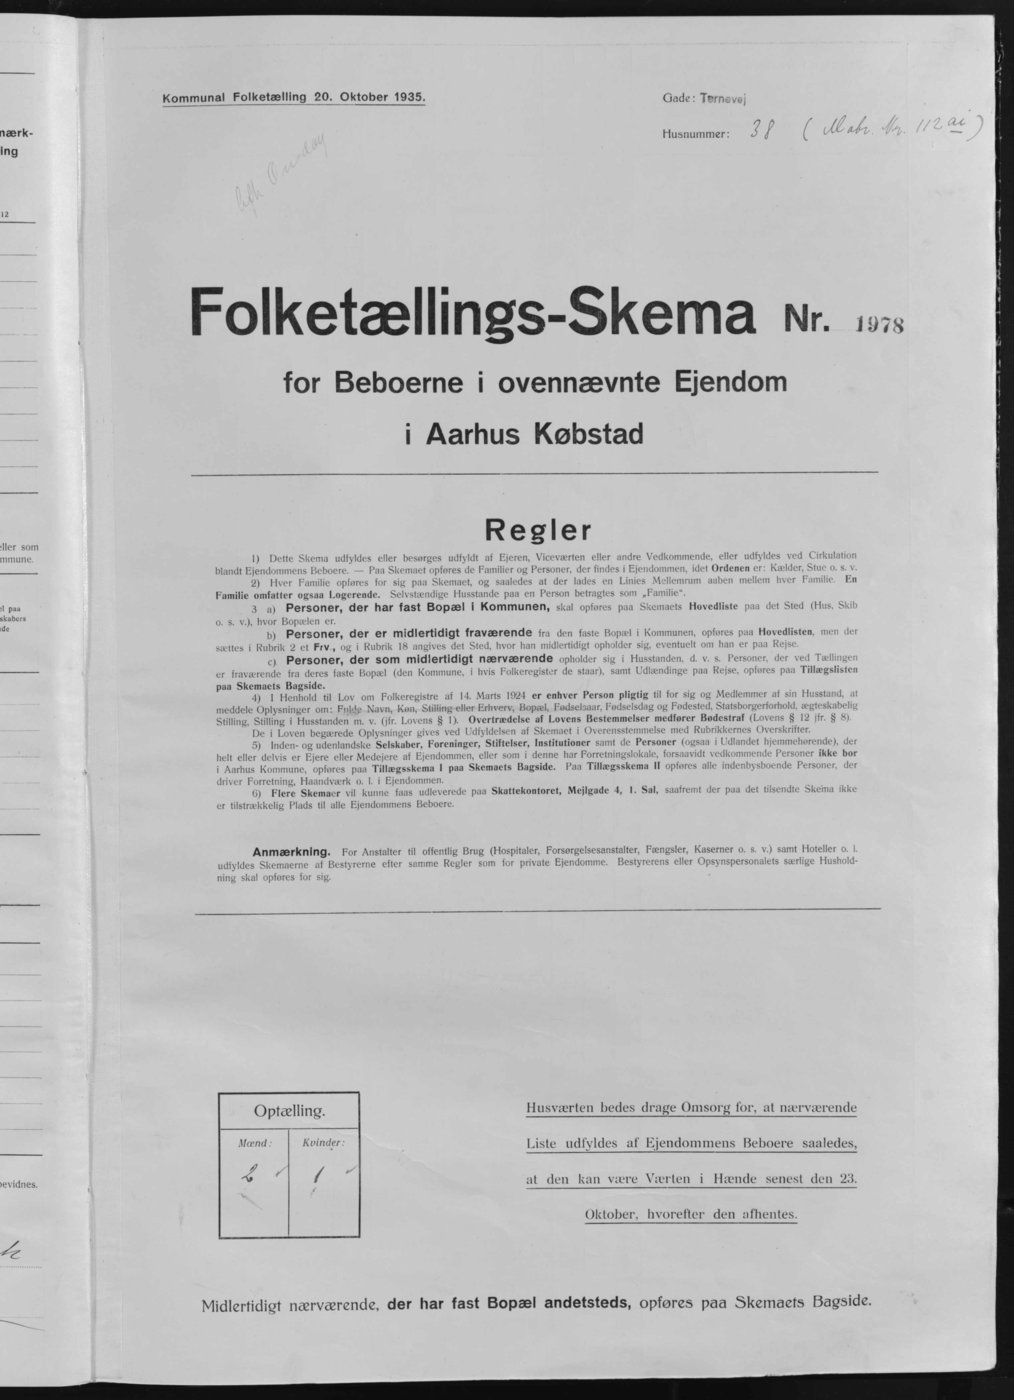 Kommunal Folketælling 20. Oktober 1935.
Gade: Tornevej
Husnummer: 38 (Matr. Nr. 112 ai)
Folketællings-Skema Nr. 1978
for Beboerne i ovennævnte Ejendom
i Aarhus Købstad
Regler
1) Dette Skema udfyldes eller besørges udfyldt af Ejeren, Viceværten eller andre Vedkommende, eller udfyldes ved Cirkulation
blandt Ejendommens Beboere. — Paa Skemaet opføres de Familier og Personer, der findes i Ejendommen, idet Ordenen er: Kælder, Stue o. s. v.
2) Hver Familie opføres for sig paa Skemaet, og saaledes at der lades en Linies Mellemrum aaben mellem hver Familie. En
Familie omfatter ogsaa Logerende. Selvstændige Husstande paa en Person betragtes som „Familie“.
3 a) Personer, der har fast Bopæl i Kommunen, skal opføres paa Skemaets Hovedliste paa det Sted (Hus, Skib
o. s. v.), hvor Bopælen er.
b) Personer, der er midlertidigt fraværende fra den faste Bopæl i Kommunen, opføres paa Hovedlisten, men der
sættes i Rubrik 2 et Frv., og i Rubrik 18 angives det Sted, hvor han midlertidigt opholder sig, eventuelt om han er paa Rejse.
c) Personer, der som midlertidigt nærværende opholder sig i Husstanden, d. v. s. Personer, der ved Tællingen
er fraværende fra deres faste Bopæl (den Kommune, i hvis Folkeregister de staar), samt Udlændinge paa Rejse, opføres paa Tillægslisten
paa Skemaets Bagside.
4) I Henhold til Lov om Folkeregistre af 14. Marts 1924 er enhver Person pligtig til for sig og Medlemmer af sin Husstand, at
meddele Oplysninger om: Fulde Navn, Køn, Stilling eller Erhverv, Bopæl, Fødselsaar, Fødselsdag og Fødested, Statsborgerforhold, ægteskabelig
Stilling, Stilling i Husstanden m. v. (jfr. Lovens § 1). Overtrædelse af Lovens Bestemmelser medfører Bødestraf (Lovens § 12 jfr. § 8).
De i Loven begærede Oplysninger gives ved Udfyldelsen af Skemaet i Overensstemmelse med Rubrikkernes Overskrifter.
5) Inden- og udenlandske Selskaber, Foreninger, Stiftelser, Institutioner samt de Personer (ogsaa i Udlandet hjemmehørende), der
helt eller delvis er Ejere eller Medejere af Ejendommen, eller som i denne har Forretningslokale, forsaavidt vedkommende Personer ikke bor
i Aarhus Kommune, opføres paa Tillægsskema I paa Skemaets Bagside. Paa Tillægsskema II opføres alle indenbysboende Personer, der
driver Forretning, Haandværk o. l. i Ejendommen.
6) Flere Skemaer vil kunne faas udleverede paa Skattekontoret, Mejlgade 4, 1. Sal, saafremt der paa det tilsendte Skema ikke
er tilstrækkelig Plads til alle Ejendommens Beboere.
Anmærkning. For Anstalter til offentlig Brug (Hospitaler, Forsørgelsesanstalter, Fængsler, Kaserner o. s. v.) samt Hoteller o. l.
udfyldes Skemaerne af Bestyrerne efter samme Regler som for private Ejendomme. Bestyrerens eller Opsynspersonalets særlige Hushold-
ning skal opføres for sig.
Optælling.
Mænd: Kvinder:
2 1
Husværten bedes drage Omsorg for, at nærværende
Liste udfyldes af Ejendommens Beboere saaledes,
at den kan være Værten i Hænde senest den 23.
Oktober, hvorefter den afhentes.
Midlertidigt nærværende, der har fast Bopæl andetsteds, opføres paa Skemaets Bagside.